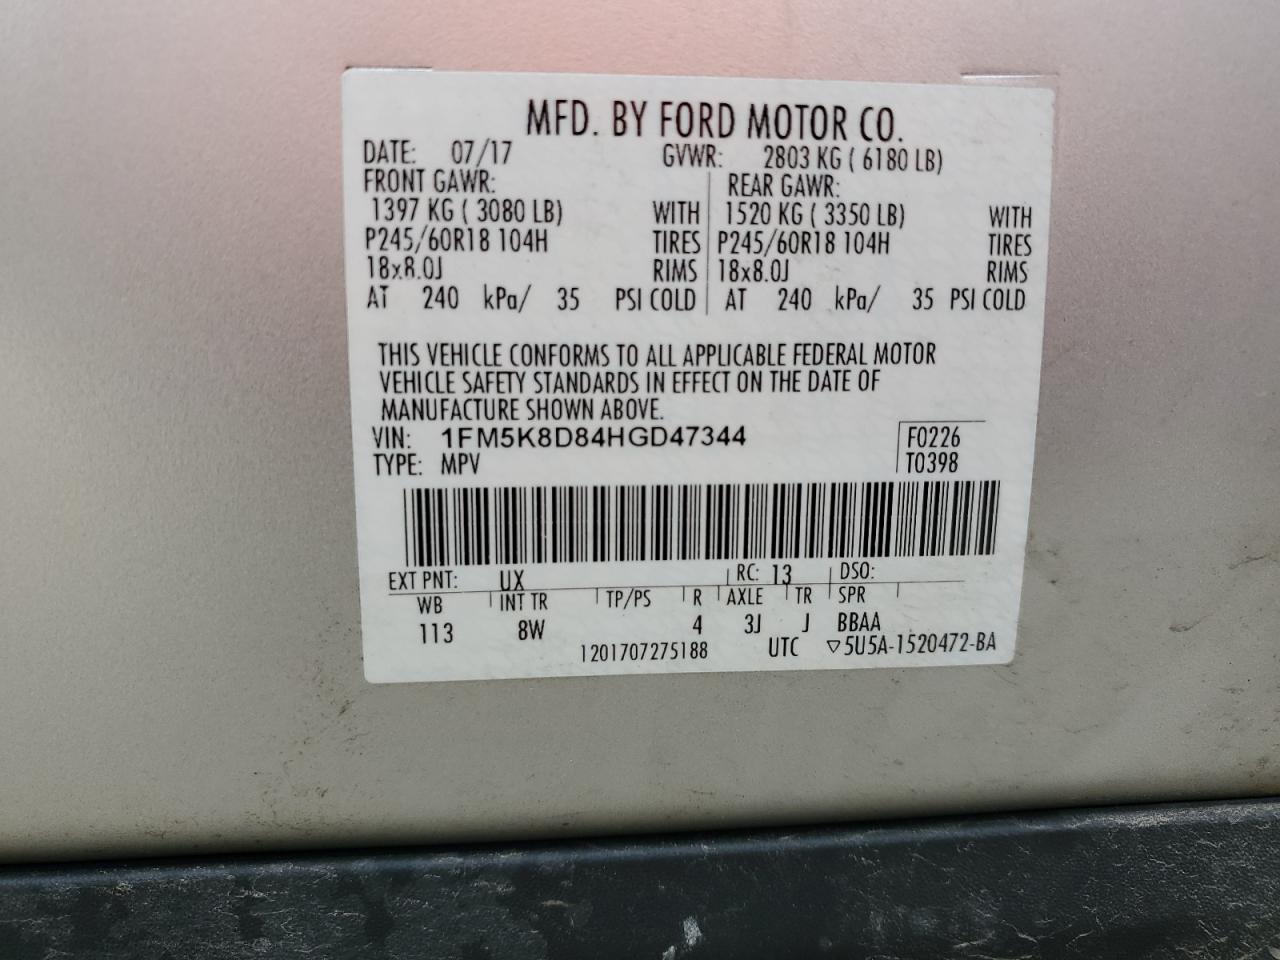 MFD. BY FORD MOTOR CO.
DATE: 07/17 GVWR: 2803 KG ( 6180 LB)
FRONT GAWR: REAR GAWR:
1397 KG ( 3080 LB) WITH 1520 KG ( 3350 LB) WITH
P245/60R18 104H TIRES P245/60R18 104H TIRES
18x8.0J RIMS 18x8.0J RIMS
AT 240 kPa/ 35 PSI COLD AT 240 kPa/ 35 PSI COLD
THIS VEHICLE CONFORMS TO ALL APPLICABLE FEDERAL MOTOR
VEHICLE SAFETY STANDARDS IN EFFECT ON THE DATE OF
MANUFACTURE SHOWN ABOVE.
VIN: 1FM5K8D84HGD47344 F0226
TYPE: MPV T0398
EXT PNT: UX RC: 13 DSO:
WB INT TR TP/PS R AXLE TR SPR
113 8W 4 3J J BBAA
1201707275188 UTC ▽5U5A-1520472-BA